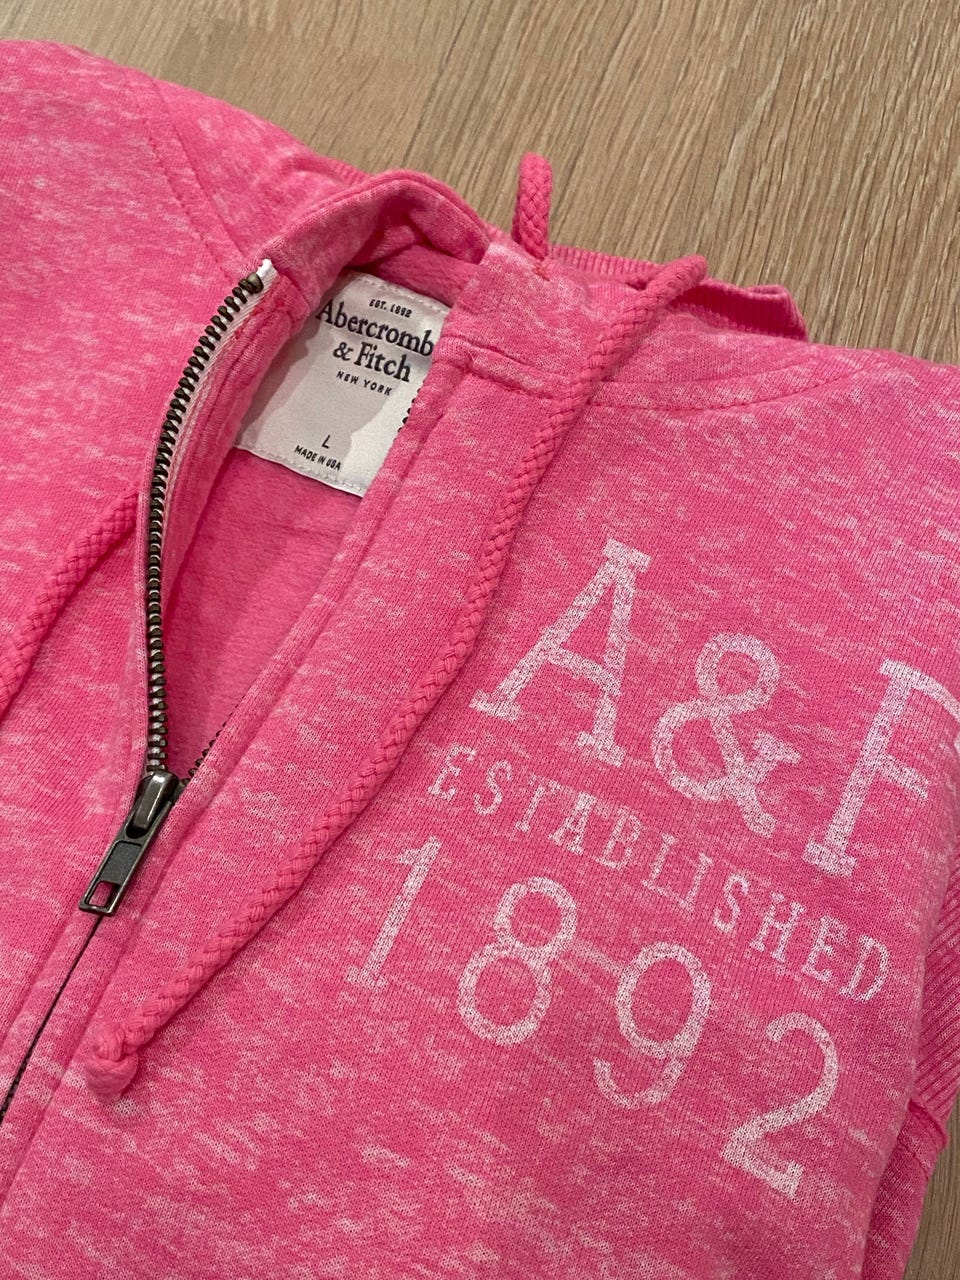 EST. 1892
Abercromb
& Fitch
NEW YORK
L
MADE IN USA
A&F
ESTABLISHED
1892